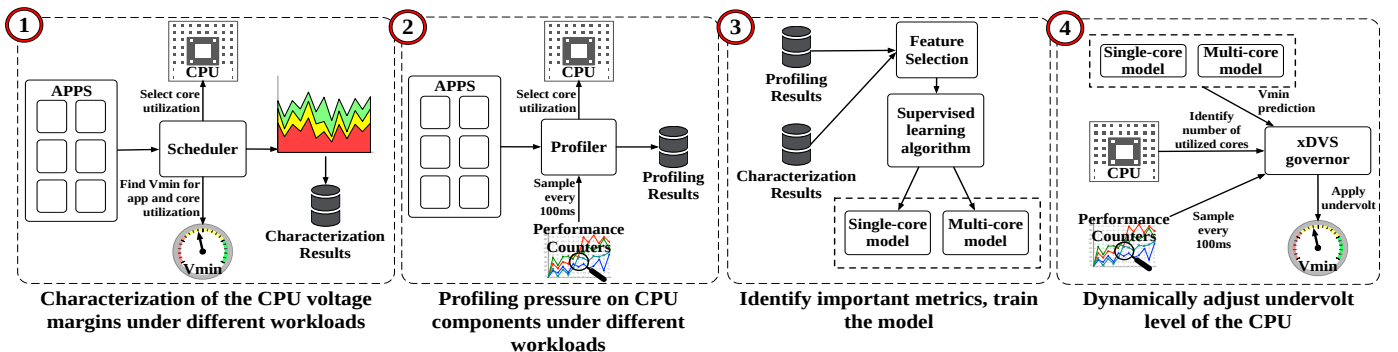 1
CPU
APPS
Select core
utilization
Scheduler
Find Vmin for
app and core
utilization
Vmin
Characterization
Results
Characterization of the CPU voltage
margins under different workloads
2
CPU
APPS
Select core
utilization
Profiler
Profiling
Results
Sample
every
100ms
Performance
Counters
Profiling pressure on CPU
components under different
workloads
3
Profiling
Results
Characterization
Results
Feature
Selection
Supervised
learning
algorithm
Single-core
model
Multi-core
model
Identify important metrics, train
the model
4
Single-core
model
Multi-core
model
Vmin
prediction
Identify
number of
utilized cores
CPU
xDVS
governor
Apply
undervolt
Performance
Counters
Sample
every
100ms
Vmin
Dynamically adjust undervolt
level of the CPU